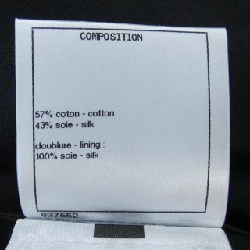 COMPOSITION
57% coton - cotton
43% soie - silk
doublure - lining :
100% soie - silk